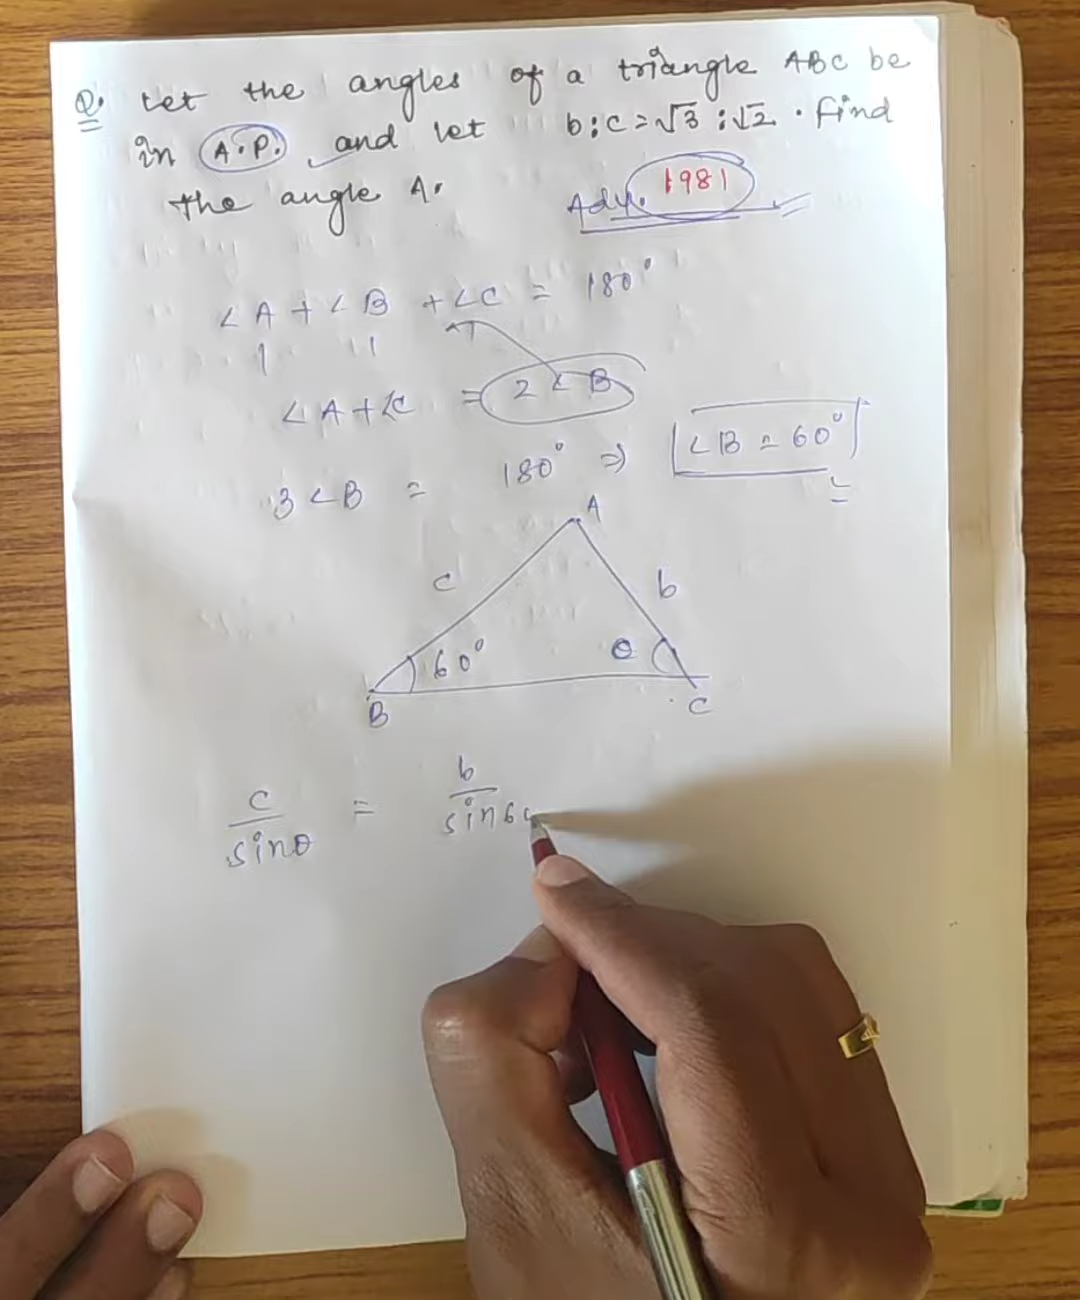 Q. Let the angles of a triangle ABC be
in A.P. and let b:c=√3:√2. find
the angle A.
Adv. 1981
∠A + ∠B + ∠C = 180°
∠A+∠C = 2∠B
3∠B = 180° ⇒ ∠B = 60°
A
c b
60° θ
B C
c/sinθ = b/sin60